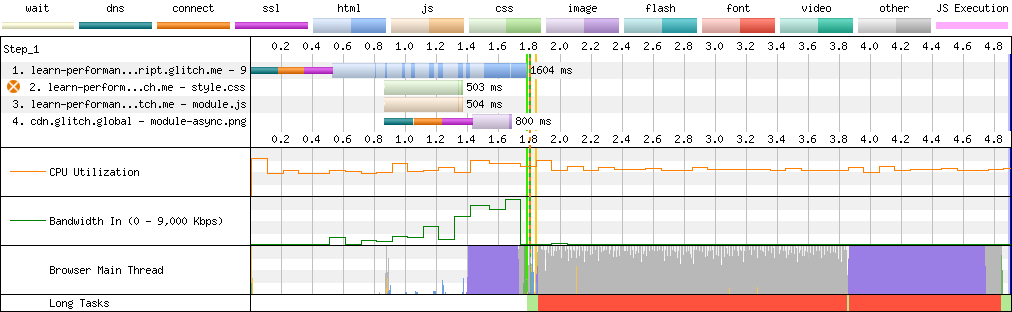 wait dns connect ssl html js css image flash font video other JS Execution
Step_1 0.2 0.4 0.6 0.8 1.0 1.2 1.4 1.6 1.8 2.0 2.2 2.4 2.6 2.8 3.0 3.2 3.4 3.6 3.8 4.0 4.2 4.4 4.6 4.8
1. learn-performan...ript.glitch.me - 9 1604 ms
2. learn-perform...ch.me - style.css 503 ms
3. learn-performan...tch.me - module.js 504 ms
4. cdn.glitch.global - module-async.png 800 ms
0.2 0.4 0.6 0.8 1.0 1.2 1.4 1.6 1.8 2.0 2.2 2.4 2.6 2.8 3.0 3.2 3.4 3.6 3.8 4.0 4.2 4.4 4.6 4.8
CPU Utilization
Bandwidth In (0 - 9,000 Kbps)
Browser Main Thread
Long Tasks